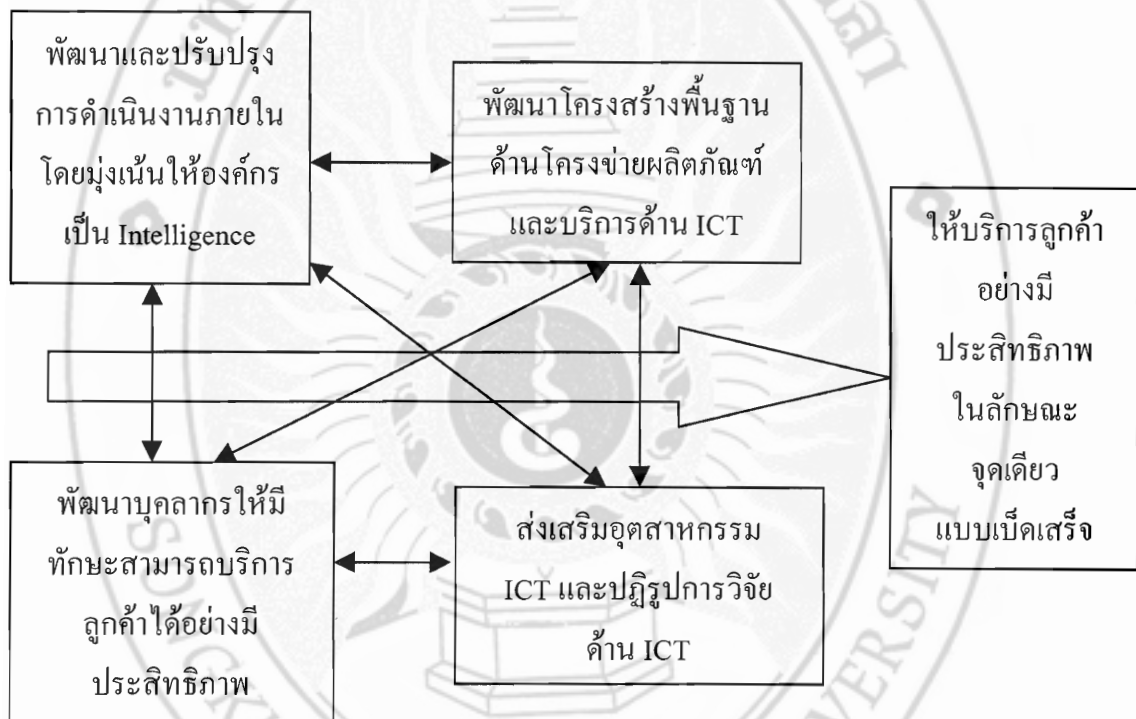 พัฒนาและปรับปรุง
การดำเนินงานภายใน
โดยมุ่งเน้นให้องค์กร
เป็น Intelligence
พัฒนาโครงสร้างพื้นฐาน
ด้านโครงข่ายผลิตภัณฑ์
และบริการด้าน ICT
ให้บริการลูกค้า
อย่างมี
ประสิทธิภาพ
ในลักษณะ
จุดเดียว
แบบเบ็ดเสร็จ
พัฒนาบุคลากรให้มี
ทักษะสามารถบริการ
ลูกค้าได้อย่างมี
ประสิทธิภาพ
ส่งเสริมอุตสาหกรรม
ICT และปฏิรูปการวิจัย
ด้าน ICT